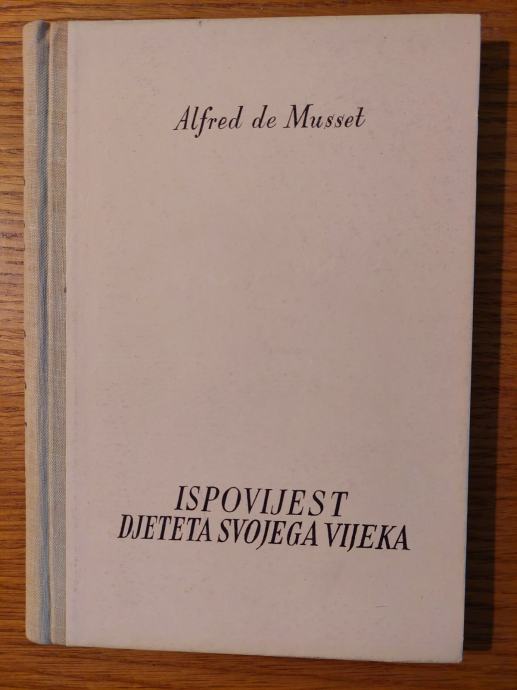 Alfred de Musset
ISPOVIJEST
DJETETA SVOJEGA VIJEKA